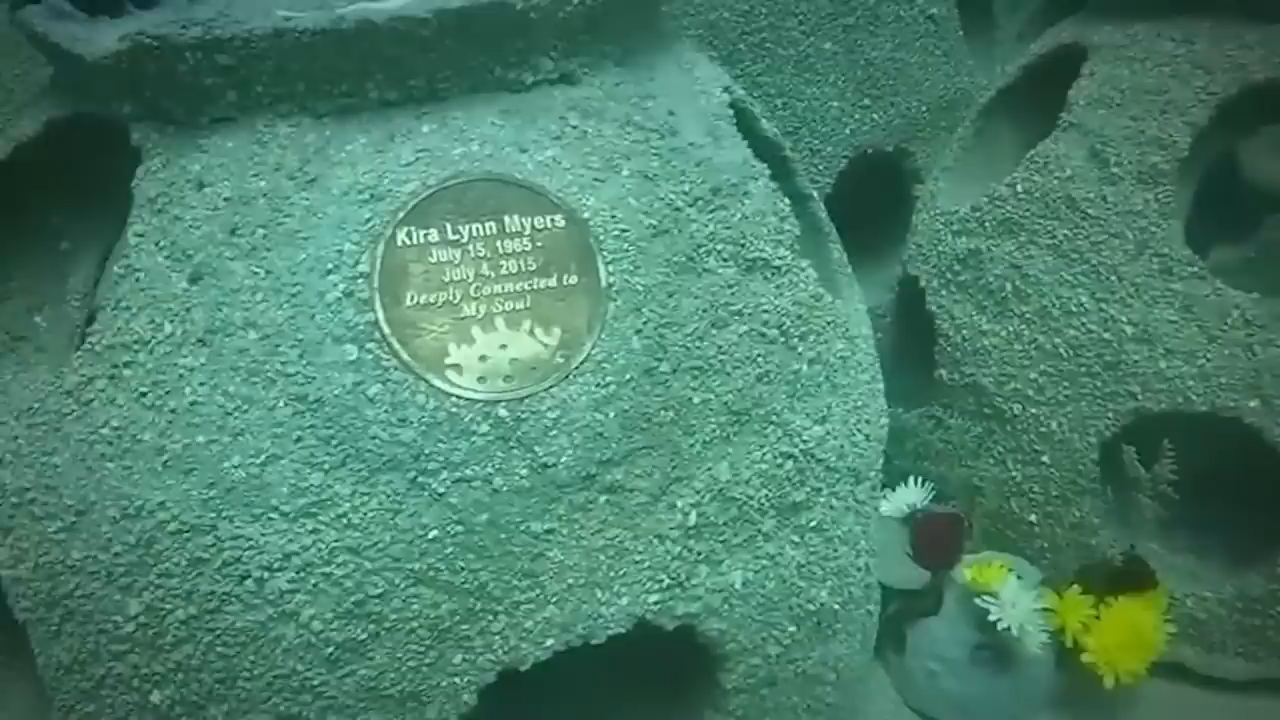 Kira Lynn Myers
July 15, 1965 -
July 4, 2015
Deeply Connected to
My Soul